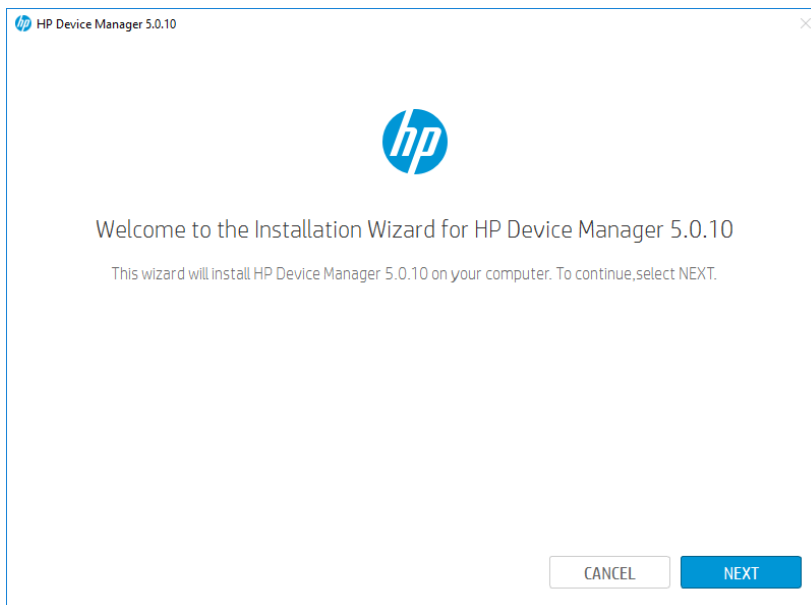 HP Device Manager 5.0.10
hp
Welcome to the Installation Wizard for HP Device Manager 5.0.10
This wizard will install HP Device Manager 5.0.10 on your computer. To continue,select NEXT.
CANCEL
NEXT